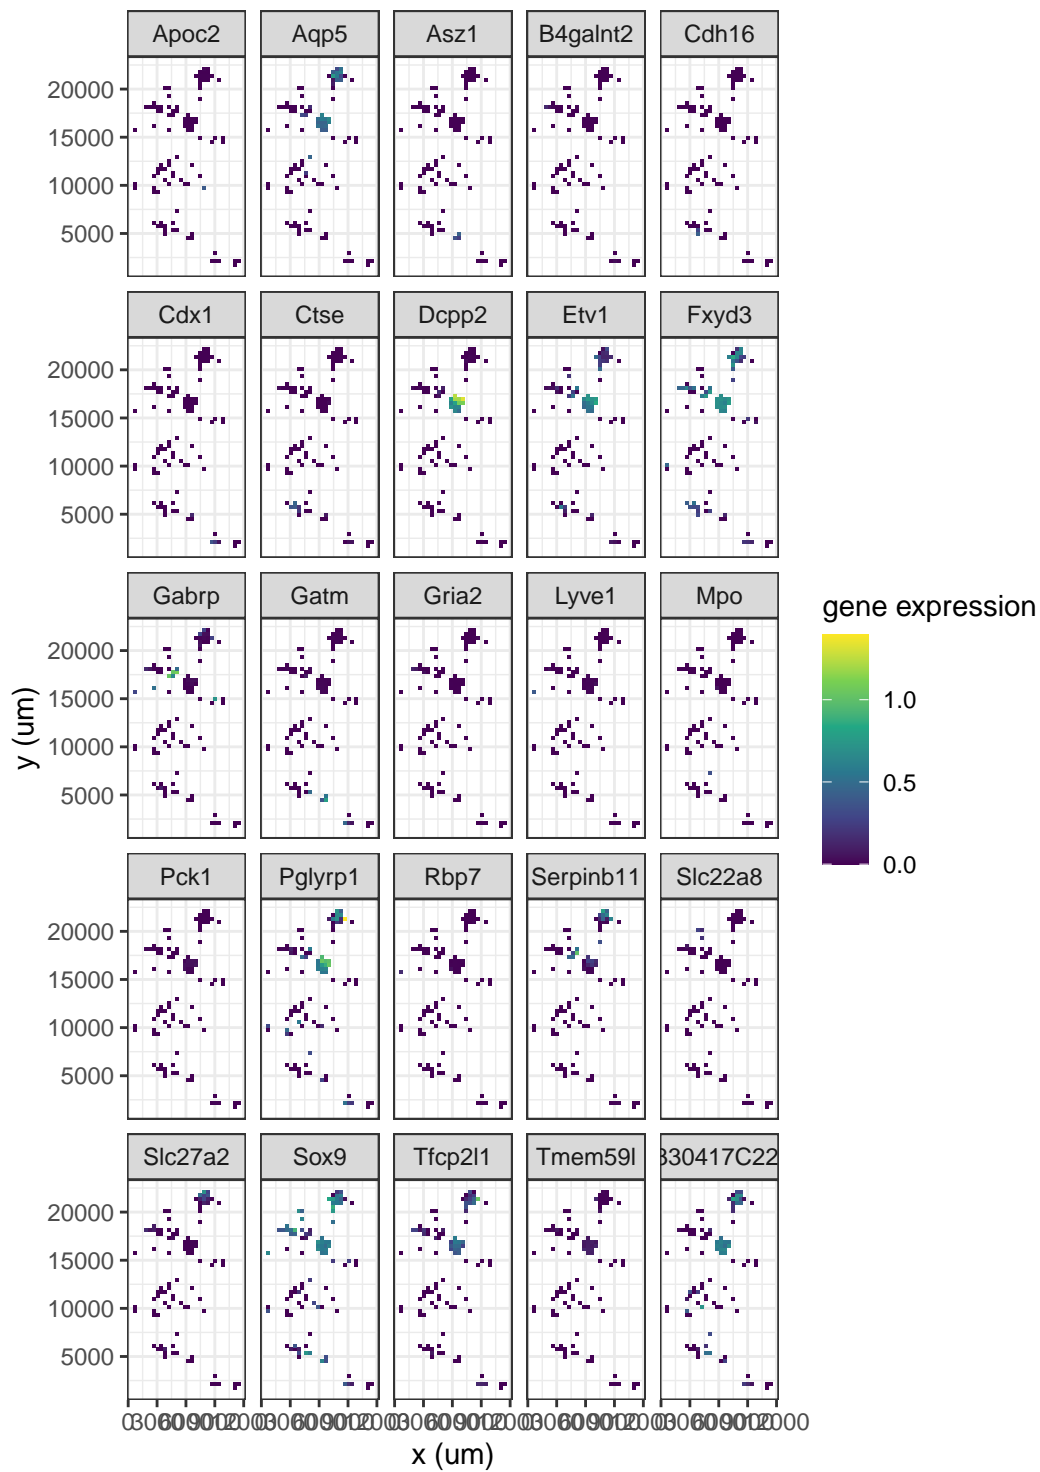 Apoc2 Aqp5 Asz1 B4galnt2 Cdh16
20000
15000
10000
5000
Cdx1 Ctse Dcpp2 Etv1 Fxyd3
20000
15000
10000
5000
Gabrp Gatm Gria2 Lyve1 Mpo
20000
15000
10000
5000
Pck1 Pglyrp1 Rbp7 Serpinb11 Slc22a8
20000
15000
10000
5000
Slc27a2 Sox9 Tfcp2l1 Tmem59l 330417C22
20000
15000
10000
5000
x (um)
y (um)
gene expression
1.0
0.5
0.0